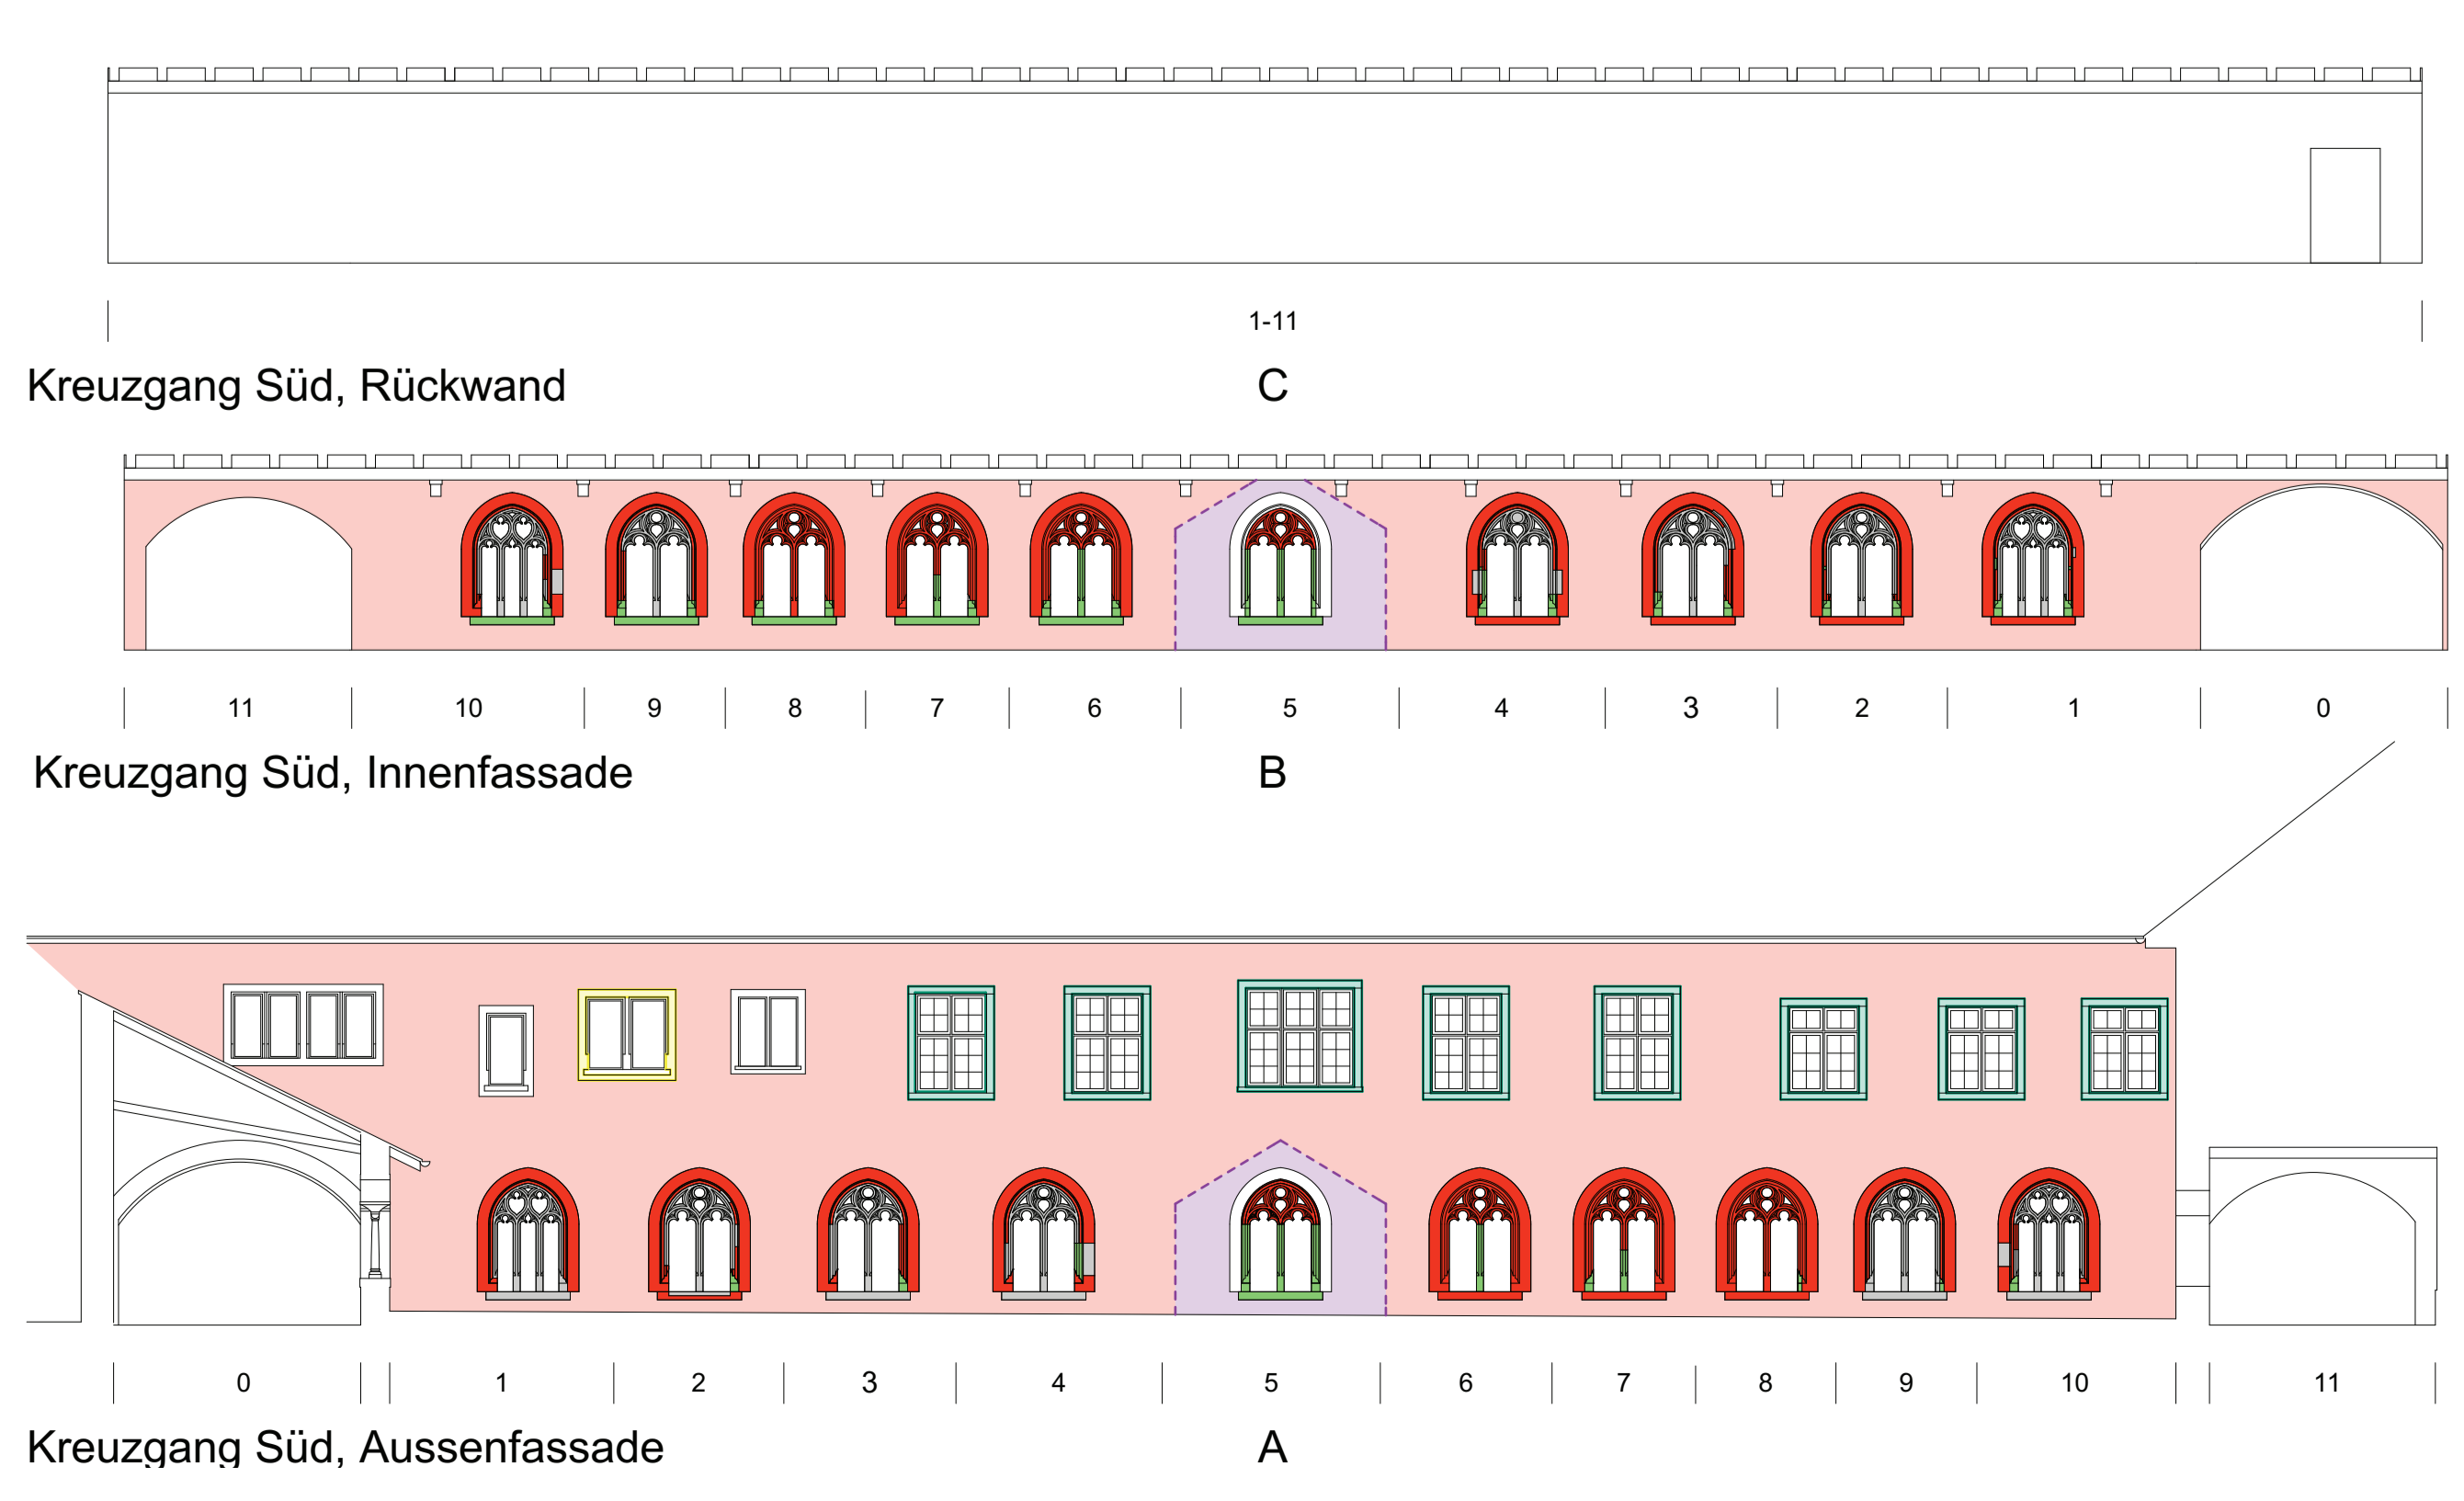 1-11
Kreuzgang Süd, Rückwand C
11 10 9 8 7 6 5 4 3 2 1 0
Kreuzgang Süd, Innenfassade B
0 1 2 3 4 5 6 7 8 9 10 11
Kreuzgang Süd, Aussenfassade A